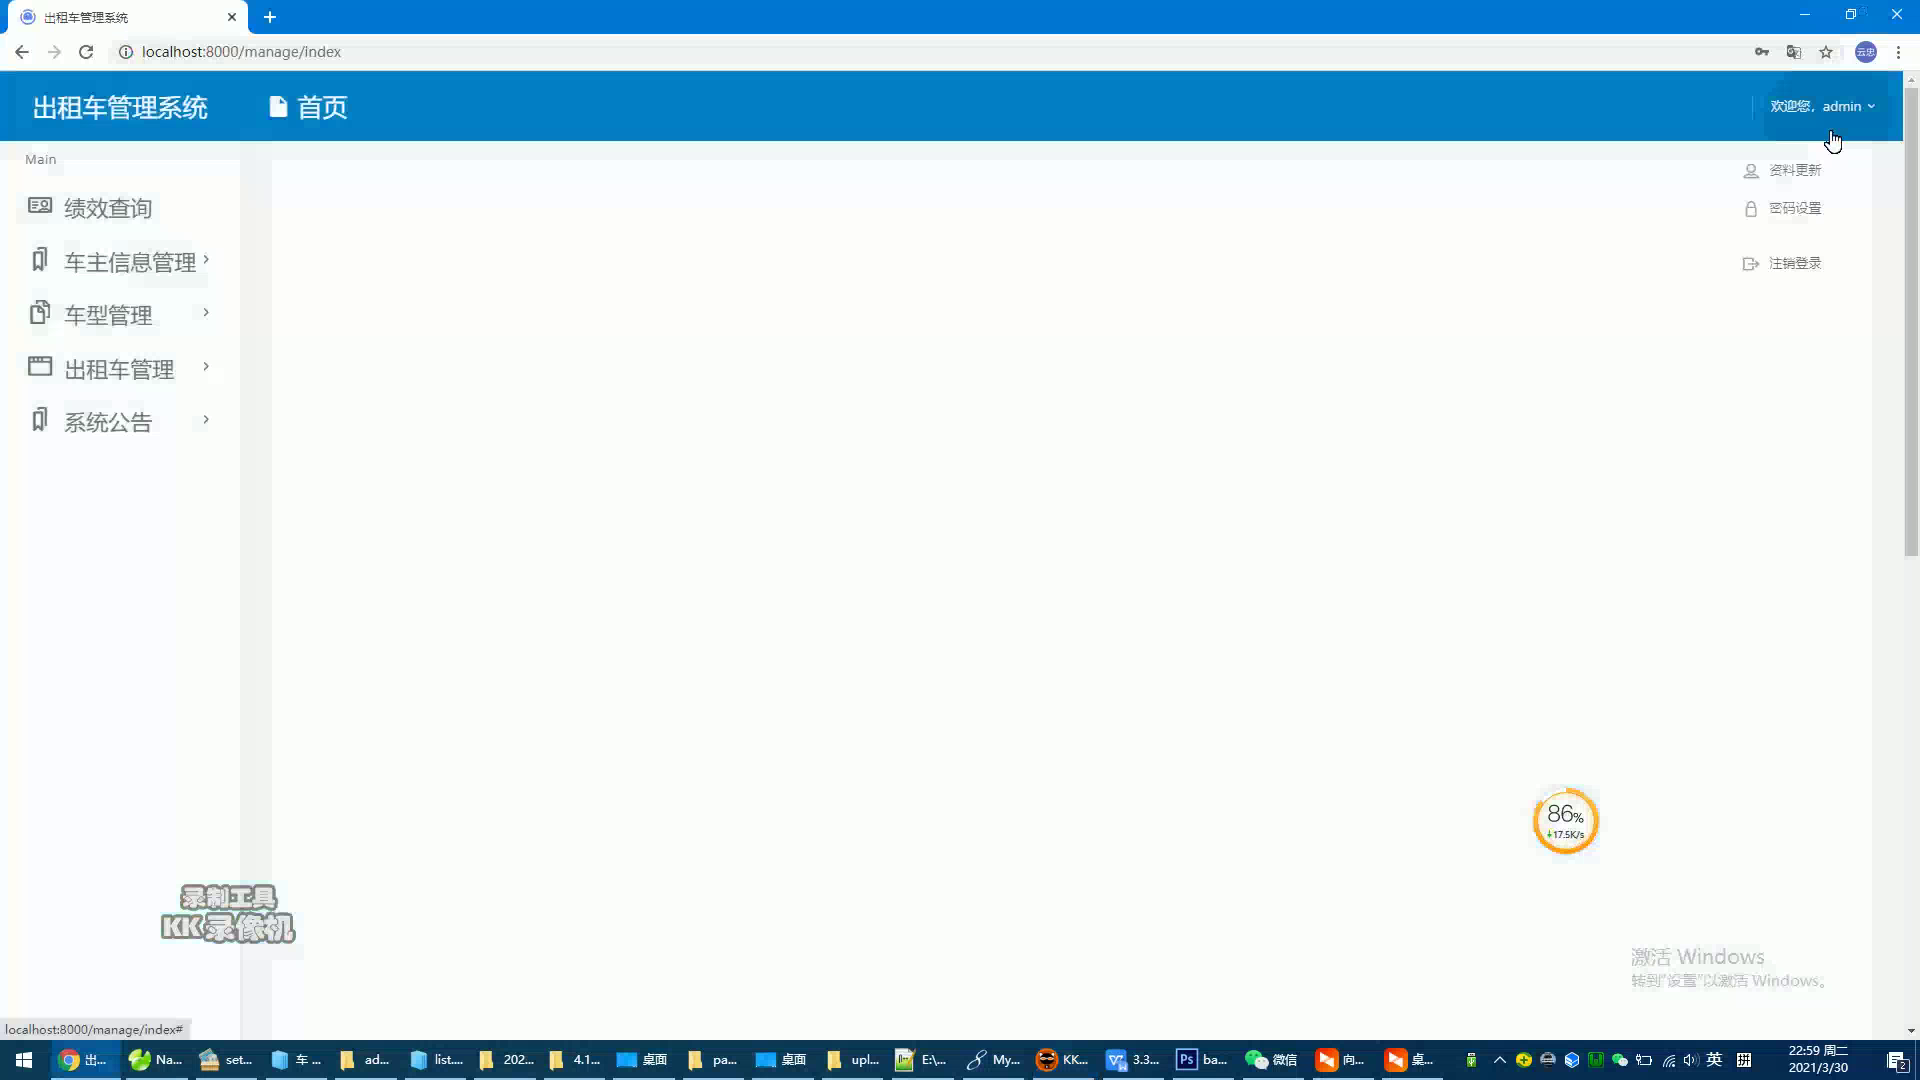 出租车管理系统
localhost:8000/manage/index
云忠
出租车管理系统
首页
欢迎您，admin
Main
资料更新
绩效查询
密码设置
车主信息管理
注销登录
车型管理
出租车管理
系统公告
86%
17.5K/s
录制工具
KK录像机
激活 Windows
转到"设置"以激活 Windows。
localhost:8000/manage/index#
出... Na... set... 车 ... ad... list... 202... 4.1... 桌面 pa... 桌面 upl... E:\... My... KK... 3.3... Ps ba... 微信 向... 桌... 英 拼 22:59 周二
2021/3/30
2